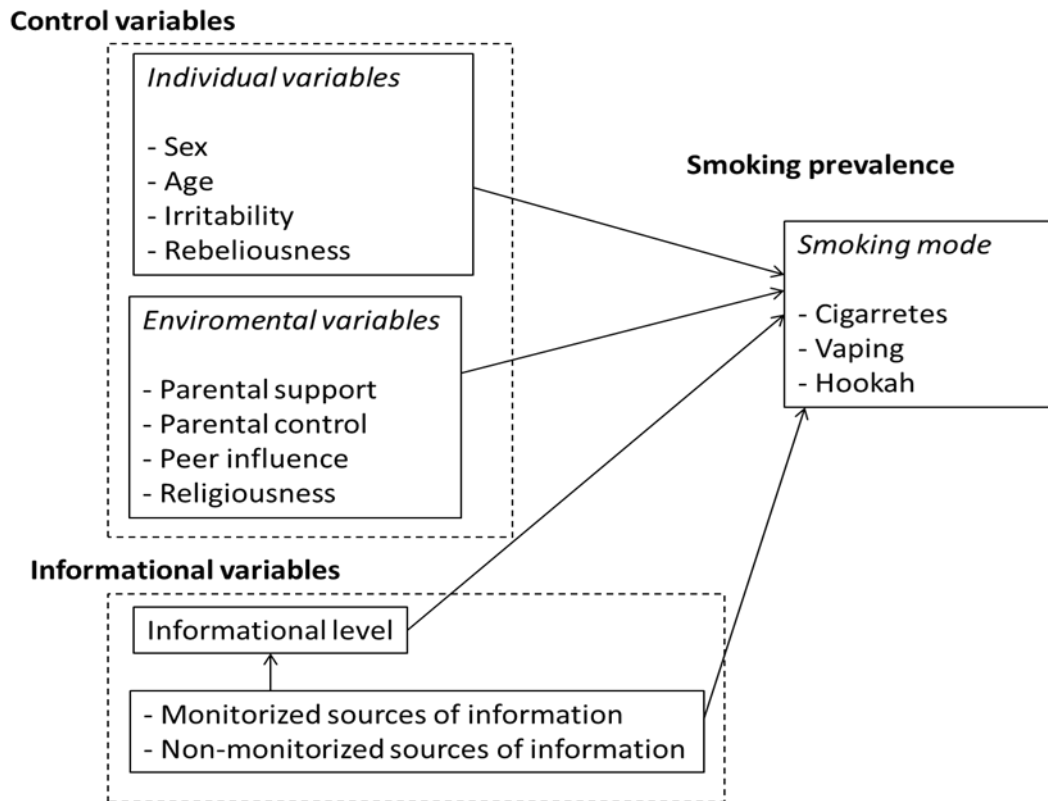 Control variables
Individual variables
- Sex
- Age
- Irritability
- Rebeliousness
Enviromental variables
- Parental support
- Parental control
- Peer influence
- Religiousness
Smoking prevalence
Smoking mode
- Cigarretes
- Vaping
- Hookah
Informational variables
Informational level
- Monitorized sources of information
- Non-monitorized sources of information